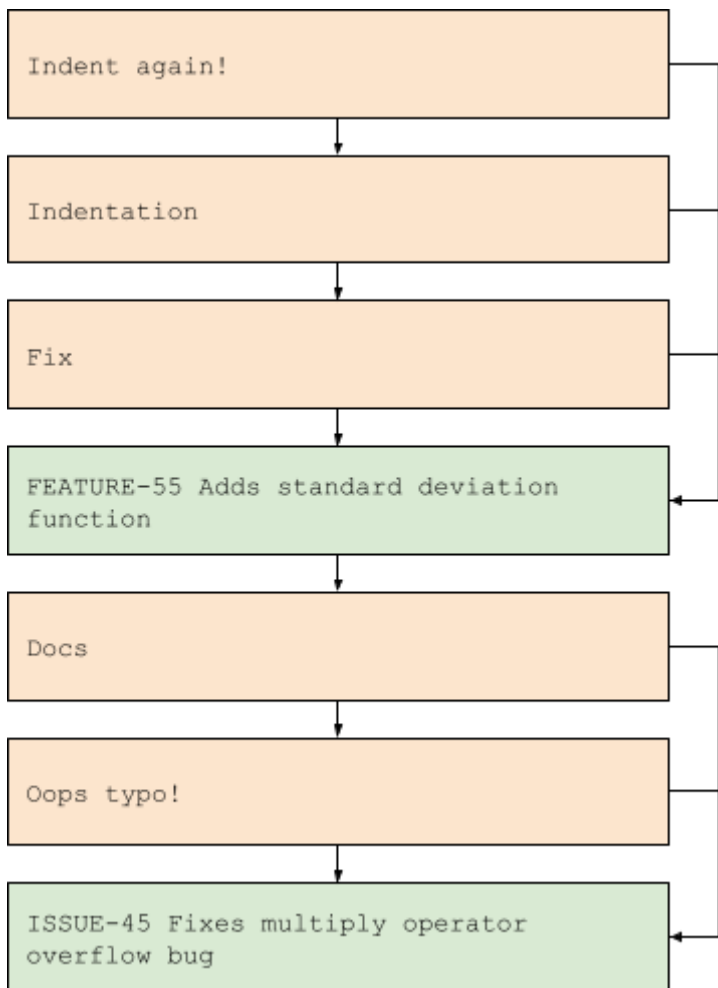 Indent again!
Indentation
Fix
FEATURE-55 Adds standard deviation
function
Docs
Oops typo!
ISSUE-45 Fixes multiply operator
overflow bug